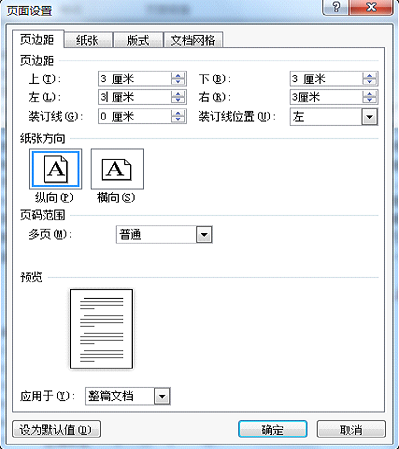 页面设置
页边距 纸张 版式 文档网格
页边距
上(T): 3 厘米 下(B): 3 厘米
左(L): 3 厘米 右(R): 3厘米
装订线(G): 0 厘米 装订线位置(U): 左
纸张方向
A A
纵向(P) 横向(S)
页码范围
多页(M): 普通
预览
应用于(Y): 整篇文档
设为默认值(D) 确定 取消